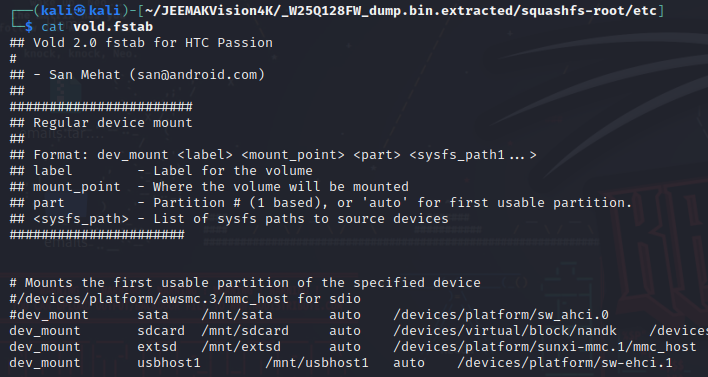 ┌──(kali㉿kali)-[~/JEEMAKVision4K/_W25Q128FW_dump.bin.extracted/squashfs-root/etc]
└─$ cat vold.fstab
## Vold 2.0 fstab for HTC Passion
#
## - San Mehat (san@android.com)
##
#######################
## Regular device mount
##
## Format: dev_mount <label> <mount_point> <part> <sysfs_path1...>
## label        - Label for the volume
## mount_point  - Where the volume will be mounted
## part         - Partition # (1 based), or 'auto' for first usable partition.
## <sysfs_path> - List of sysfs paths to source devices
######################
# Mounts the first usable partition of the specified device
#/devices/platform/awsmc.3/mmc_host for sdio
#dev_mount      sata    /mnt/sata       auto    /devices/platform/sw_ahci.0
dev_mount       sdcard  /mnt/sdcard     auto    /devices/virtual/block/nandk    /devices
dev_mount       extsd   /mnt/extsd      auto    /devices/platform/sunxi-mmc.1/mmc_host
dev_mount       usbhost1        /mnt/usbhost1   auto    /devices/platform/sw-ehci.1